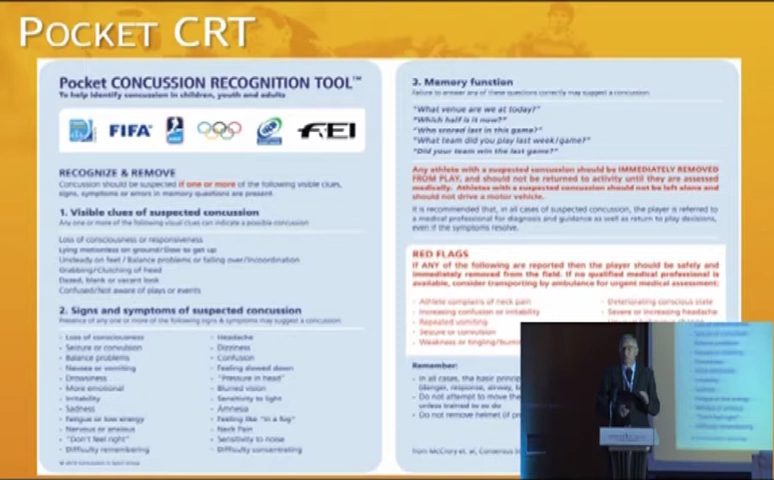 POCKET CRT
Pocket CONCUSSION RECOGNITION TOOL™
To help identify concussion in children, youth and adults
FIFA®
FEI
RECOGNIZE & REMOVE
Concussion should be suspected if one or more of the following visible clues,
signs, symptoms or errors in memory questions are present.
1. Visible clues of suspected concussion
Any one or more of the following visual clues can indicate a possible concussion
Loss of consciousness or responsiveness
Lying motionless on ground/Slow to get up
Unsteady on feet / Balance problems or falling over/Incoordination
Grabbing/Clutching of head
Dazed, blank or vacant look
Confused/Not aware of plays or events
2. Signs and symptoms of suspected concussion
Presence of any one or more of the following signs & symptoms may suggest a concussion
- Loss of consciousness
- Seizure or convulsion
- Balance problems
- Nausea or vomiting
- Drowsiness
- More emotional
- Irritability
- Sadness
- Fatigue or low energy
- Nervous or anxious
- "Don't feel right"
- Difficulty remembering
- Headache
- Dizziness
- Confusion
- Feeling slowed down
- "Pressure in head"
- Blurred vision
- Sensitivity to light
- Amnesia
- Feeling like "in a fog"
- Neck Pain
- Sensitivity to noise
- Difficulty concentrating
© 2013 Concussion in Sport Group
3. Memory function
Failure to answer any of these questions correctly may suggest a concussion.
"What venue are we at today?"
"Which half is it now?"
"Who scored last in this game?"
"What team did you play last week/game?"
"Did your team win the last game?"
Any athlete with a suspected concussion should be IMMEDIATELY REMOVED
FROM PLAY, and should not be returned to activity until they are assessed
medically. Athletes with a suspected concussion should not be left alone and
should not drive a motor vehicle.
It is recommended that, in all cases of suspected concussion, the player is referred
to a medical professional for diagnosis and guidance as well as return to play decisions,
even if the symptoms resolve.
RED FLAGS
If ANY of the following are reported then the player should be safely and
immediately removed from the field. If no qualified medical professional is
available, consider transporting by ambulance for urgent medical assessment:
- Athlete complains of neck pain
- Increasing confusion or irritability
- Repeated vomiting
- Seizure or convulsion
- Weakness or tingling/burni
- Deteriorating conscious state
- Severe or increasing headache
Remember:
- In all cases, the basic princip
(danger, response, airway, b
- Do not attempt to move the
unless trained to so do
- Do not remove helmet (if pr
from McCrory et. al, Consensus St